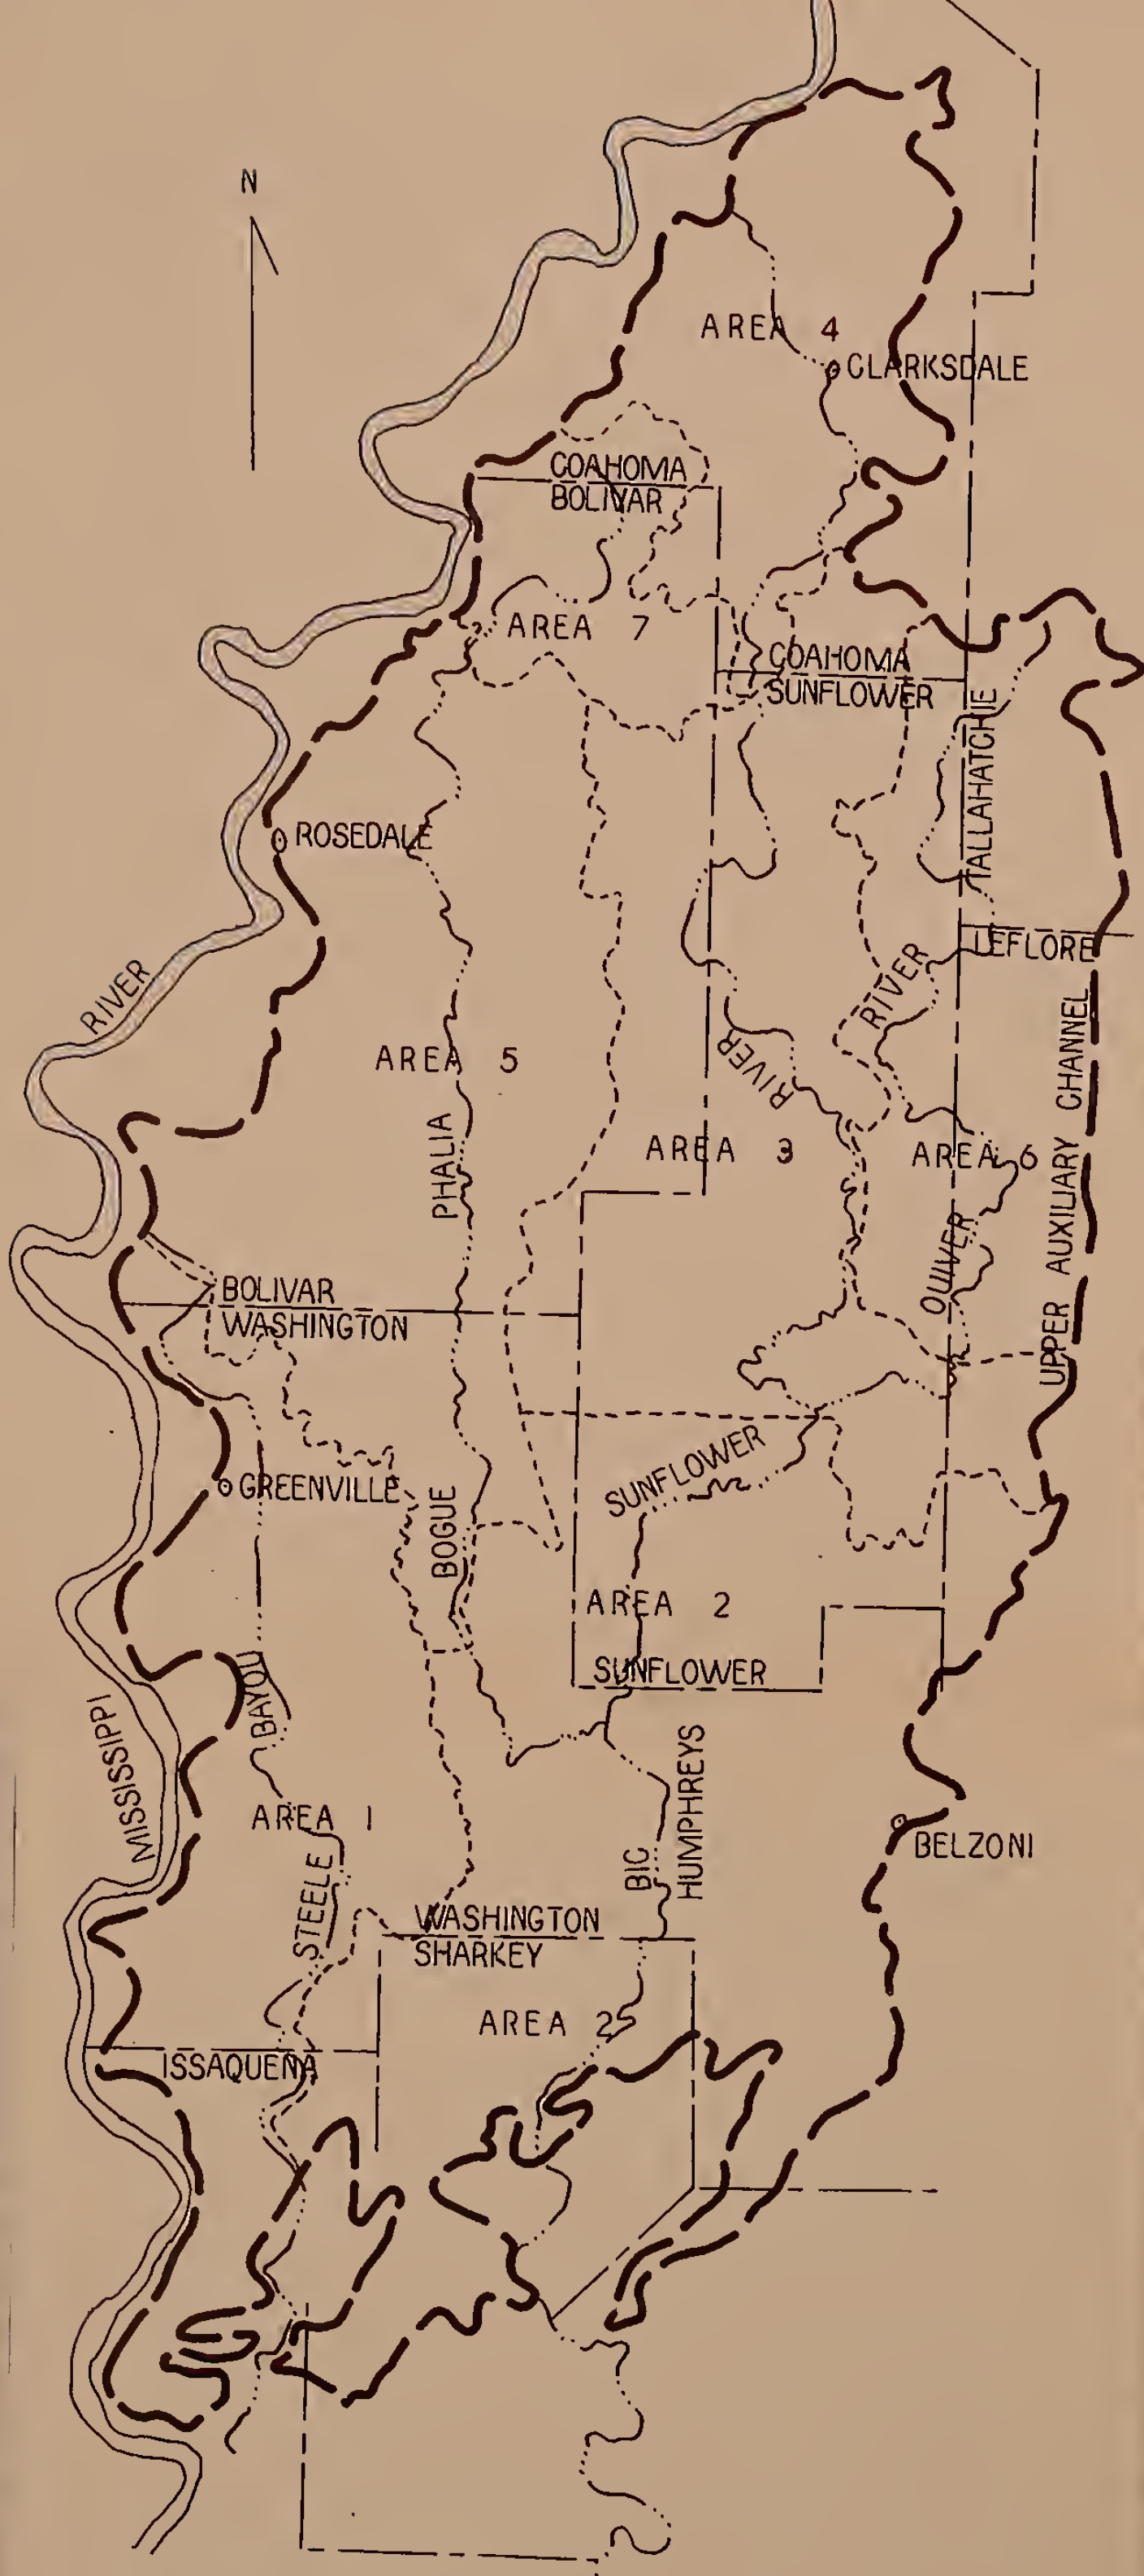 N
AREA 4
CLARKSDALE
COAHOMA
BOLIVAR
AREA 7
COAHOMA
SUNFLOWER
TALLAHATCHIE
ROSEDALE
LEFLORE
RIVER
RIVER
RIVER
AREA 5
UPPER AUXILIARY CHANNEL
PHALIA
AREA 3
AREA 6
QUIVER
BOLIVAR
WASHINGTON
SUNFLOWER
GREENVILLE
BOGUE
AREA 2
SUNFLOWER
BAYOU
MISSISSIPPI
HUMPHREYS
AREA 1
BELZONI
BIG
STEELE
WASHINGTON
SHARKEY
AREA 2
ISSAQUENA